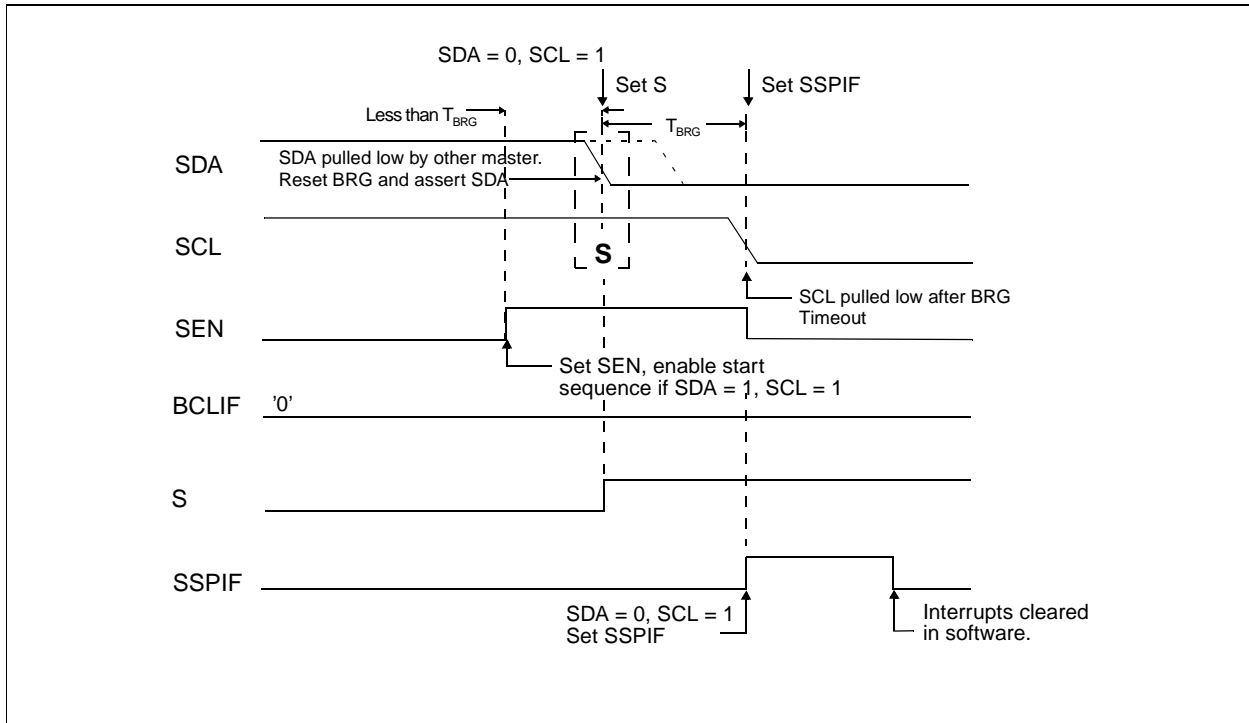 SDA = 0, SCL = 1
Set S
Set SSPIF
Less than TBRG
TBRG
SDA
SDA pulled low by other master.
Reset BRG and assert SDA
SCL
S
SCL pulled low after BRG
Timeout
SEN
Set SEN, enable start
sequence if SDA = 1, SCL = 1
BCLIF
'0'
S
SSPIF
SDA = 0, SCL = 1
Set SSPIF
Interrupts cleared
in software.